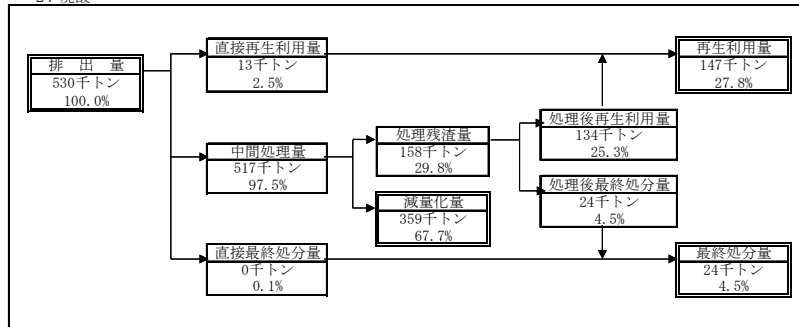 排 出 量
530千トン
100.0%
直接再生利用量
13千トン
2.5%
再生利用量
147千トン
27.8%
中間処理量
517千トン
97.5%
処理残渣量
158千トン
29.8%
処理後再生利用量
134千トン
25.3%
減量化量
359千トン
67.7%
処理後最終処分量
24千トン
4.5%
直接最終処分量
0千トン
0.1%
最終処分量
24千トン
4.5%